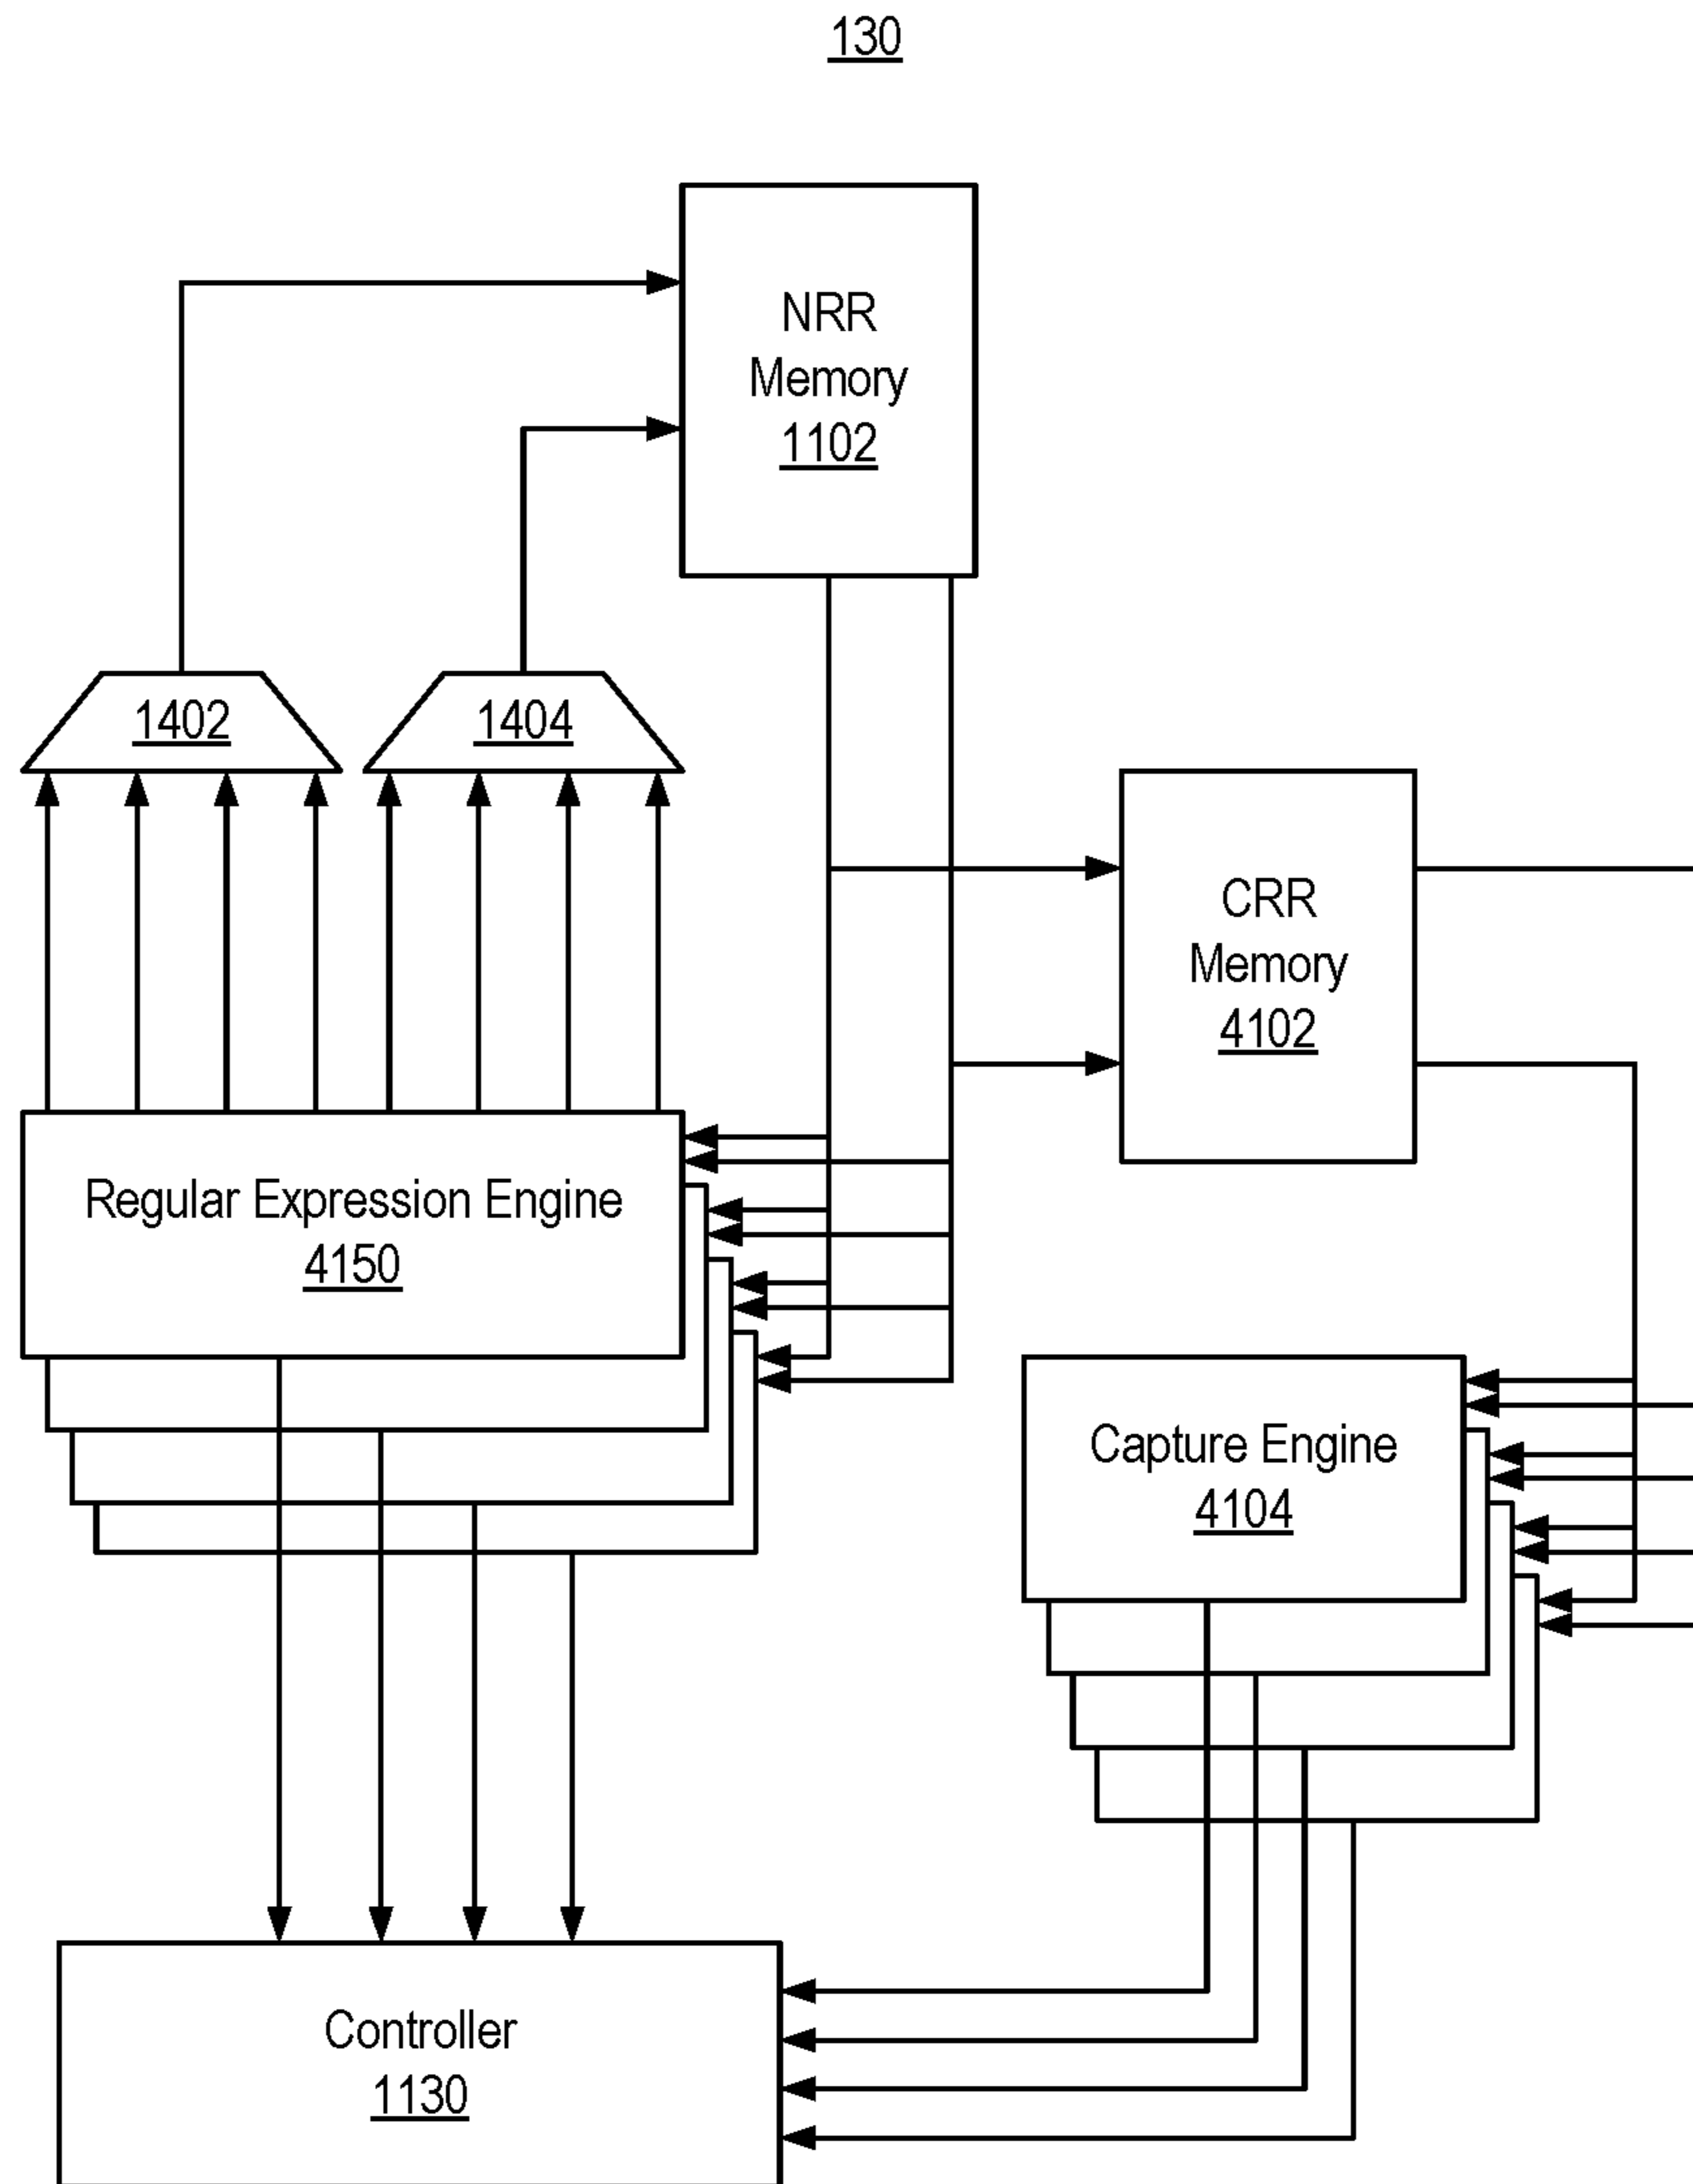 130
NRR
Memory
1102
1402
1404
CRR
Memory
4102
Regular Expression Engine
4150
Capture Engine
4104
Controller
1130